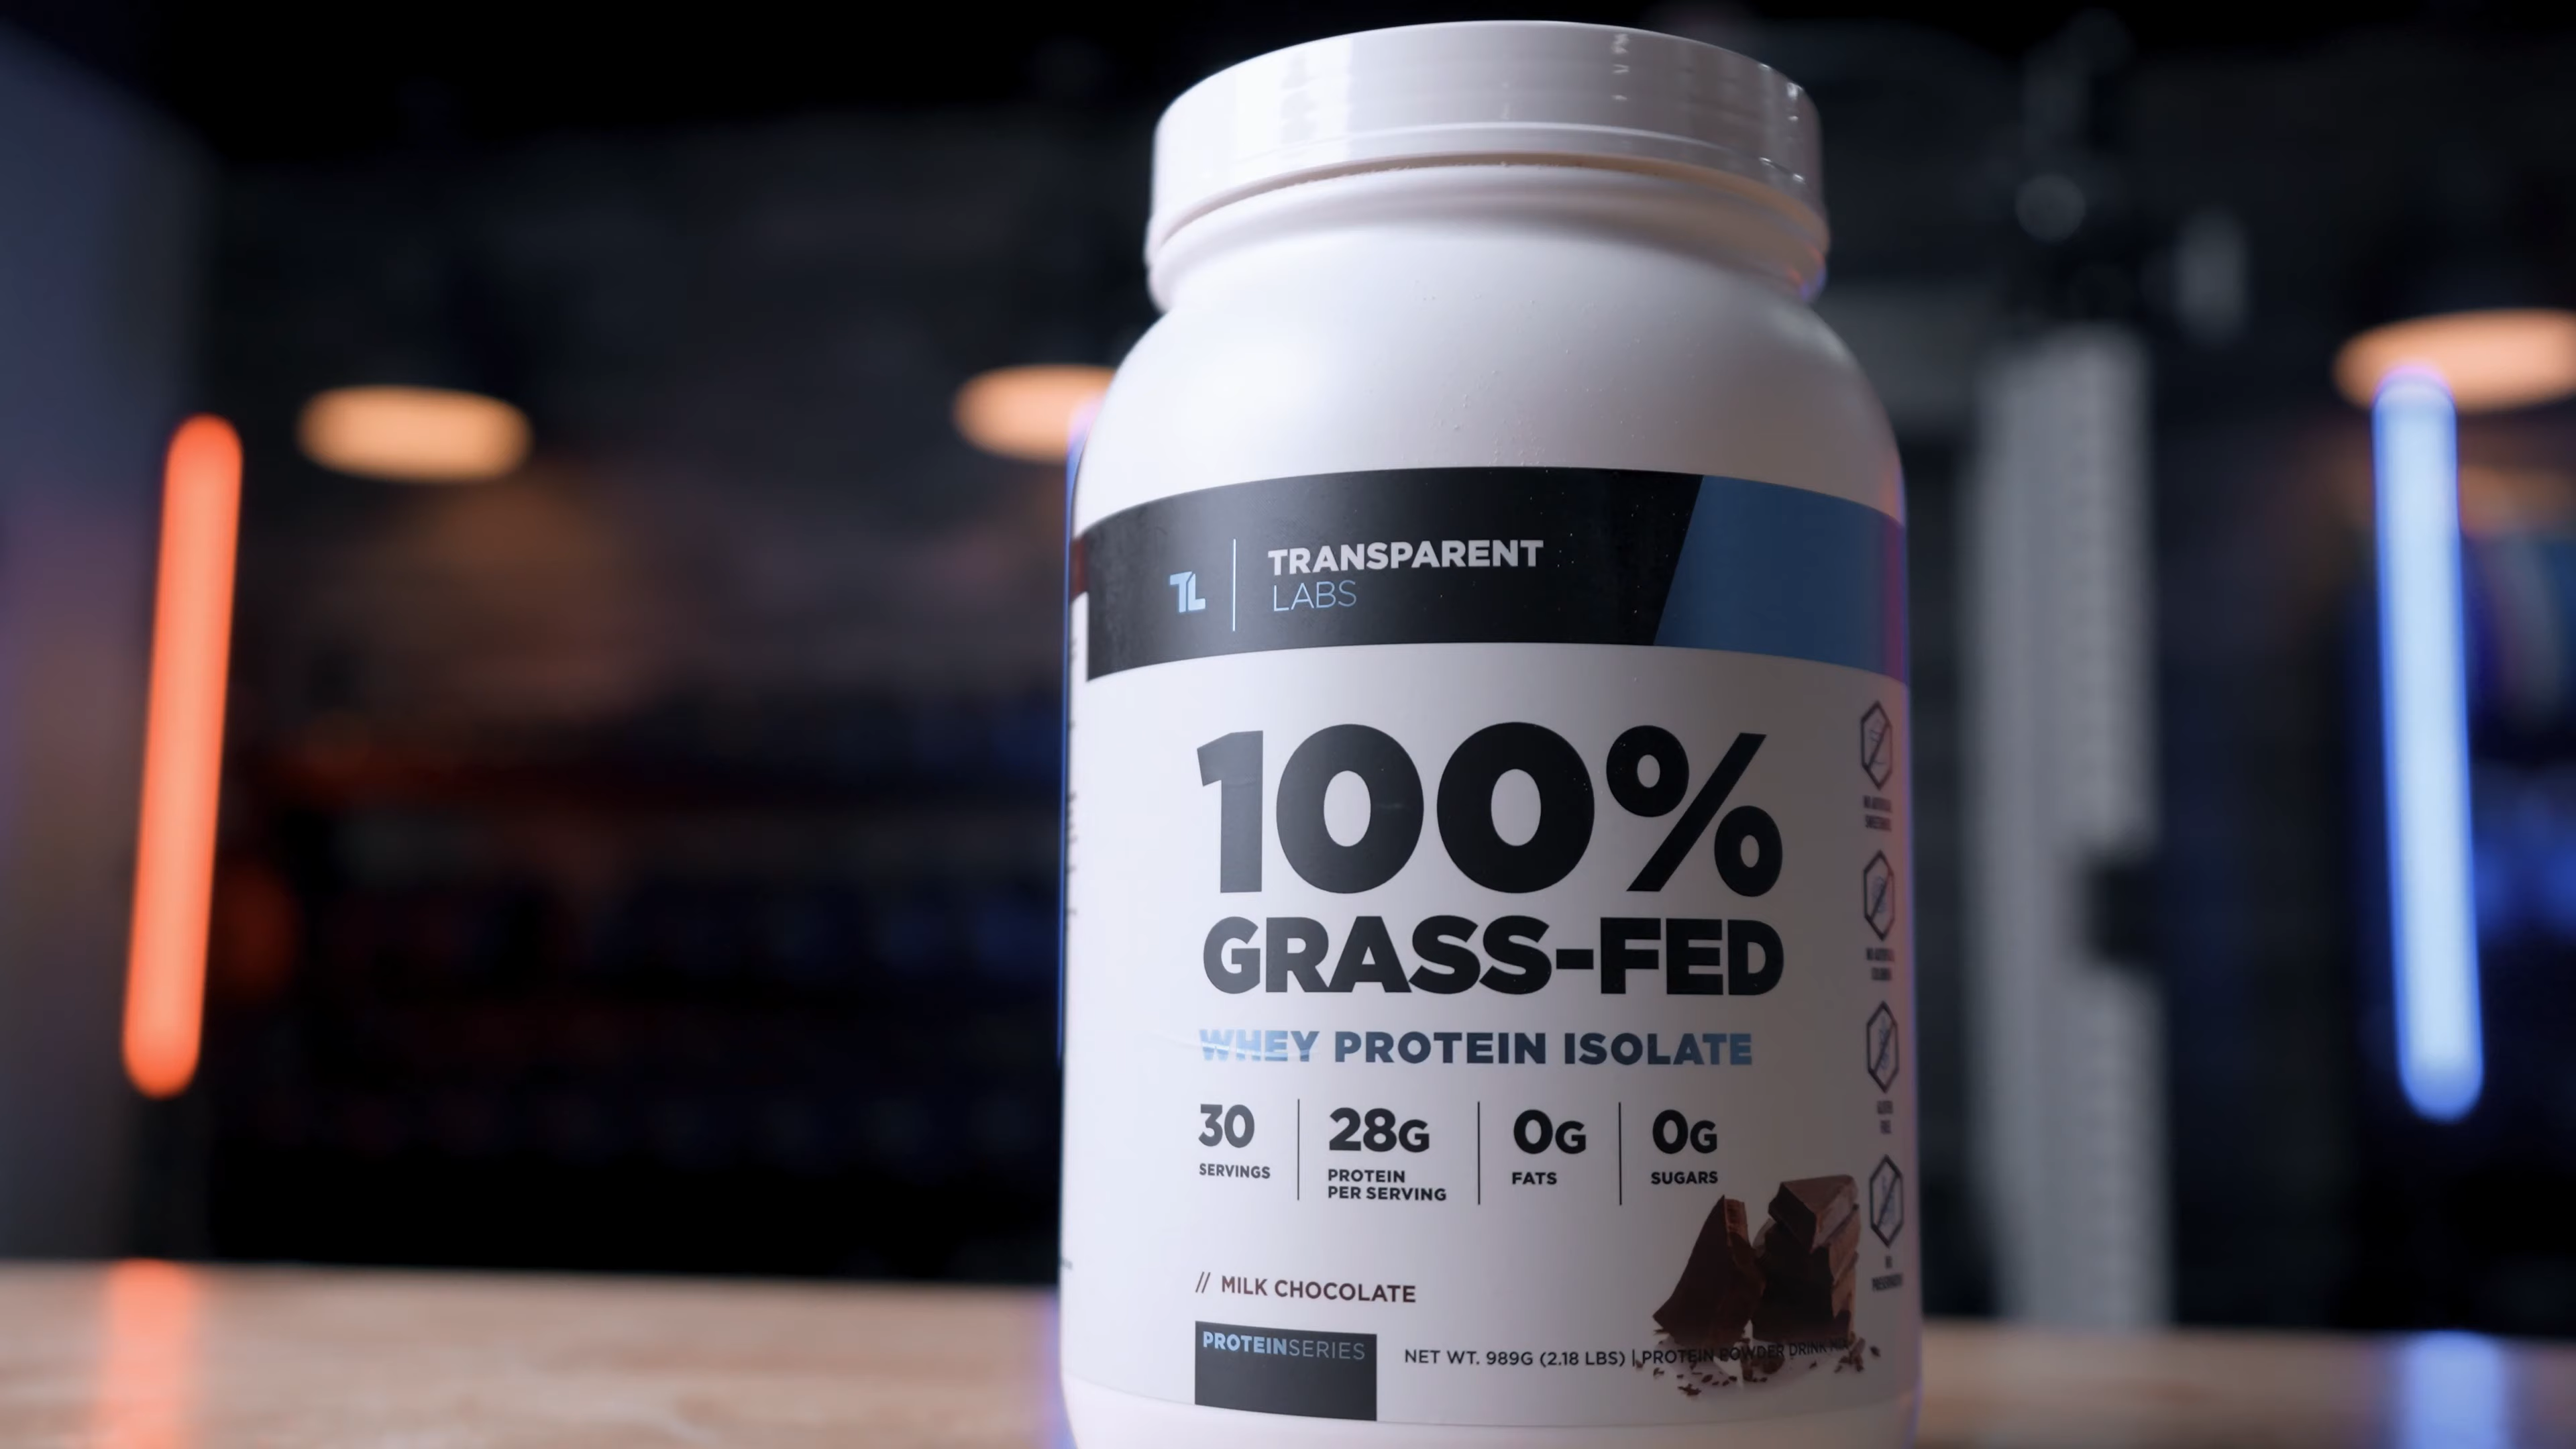 TL
TRANSPARENT
LABS
100%
GRASS-FED
WHEY PROTEIN ISOLATE
30
SERVINGS
28G
PROTEIN
PER SERVING
0G
FATS
0G
SUGARS
// MILK CHOCOLATE
PROTEINSERIES
NET WT. 989G (2.18 LBS) | PROTEIN POWDER DRINK MIX